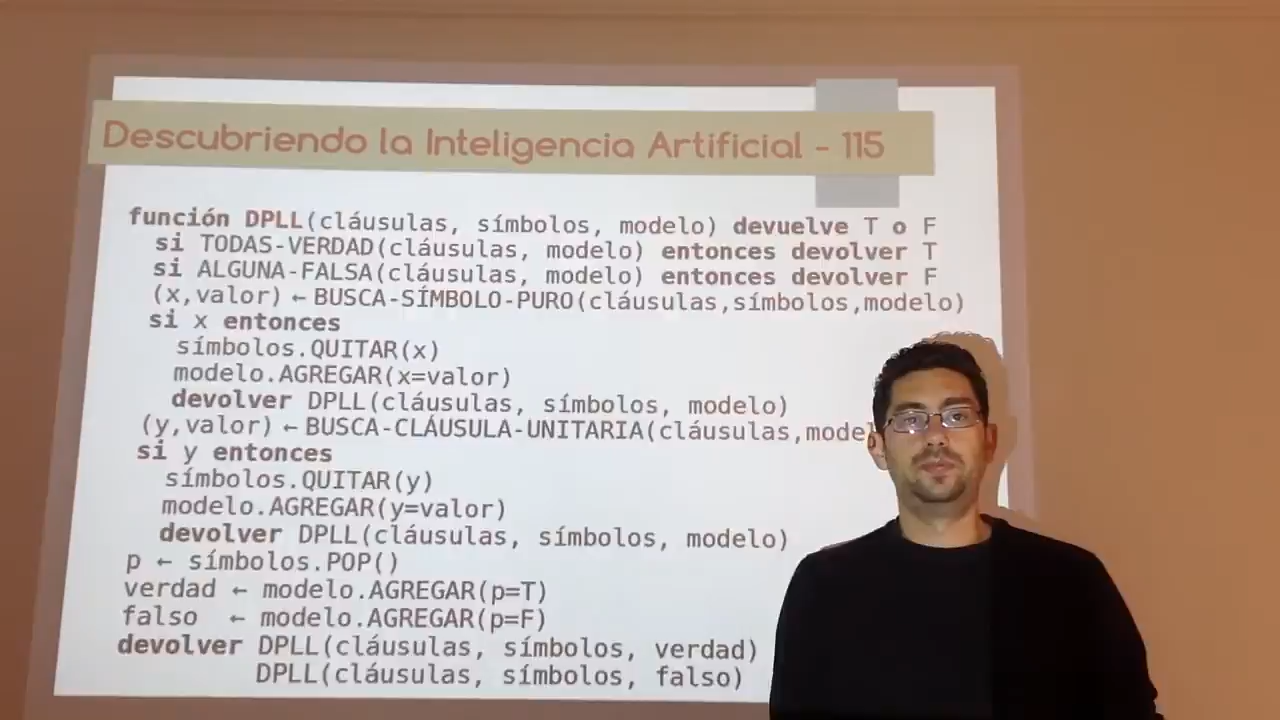 Descubriendo la Inteligencia Artificial - 115
función DPLL(cláusulas, símbolos, modelo) devuelve T o F
si TODAS-VERDAD(cláusulas, modelo) entonces devolver T
si ALGUNA-FALSA(cláusulas, modelo) entonces devolver F
(x,valor) ← BUSCA-SÍMBOLO-PURO(cláusulas,símbolos,modelo)
si x entonces
símbolos.QUITAR(x)
modelo.AGREGAR(x=valor)
devolver DPLL(cláusulas, símbolos, modelo)
(y,valor) ← BUSCA-CLÁUSULA-UNITARIA(cláusulas,
si y entonces
símbolos.QUITAR(y)
modelo.AGREGAR(y=valor)
devolver DPLL(cláusulas, símbolos, modelo)
p ← símbolos.POP()
verdad ← modelo.AGREGAR(p=T)
falso ← modelo.AGREGAR(p=F)
devolver DPLL(cláusulas, símbolos, verdad)
DPLL(cláusulas, símbolos, falso)